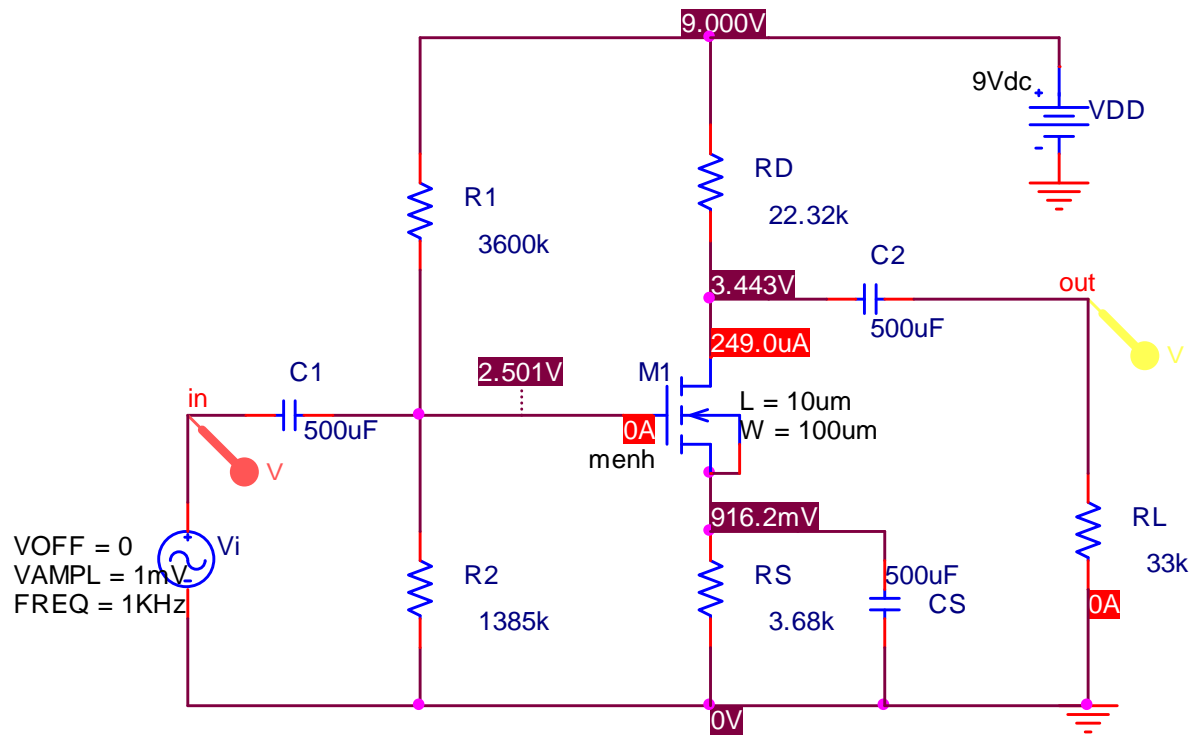 9.000V
9Vdc
+
VDD
-
R1
3600k
RD
22.32k
C2
500uF
out
V
3.443V
249.0uA
C1
500uF
in
V
2.501V
M1
0A
menh
L = 10um
W = 100um
916.2mV
VOFF = 0
VAMPL = 1mV
FREQ = 1KHz
+
-
Vi
R2
1385k
RS
3.68k
500uF
CS
RL
33k
0A
0V